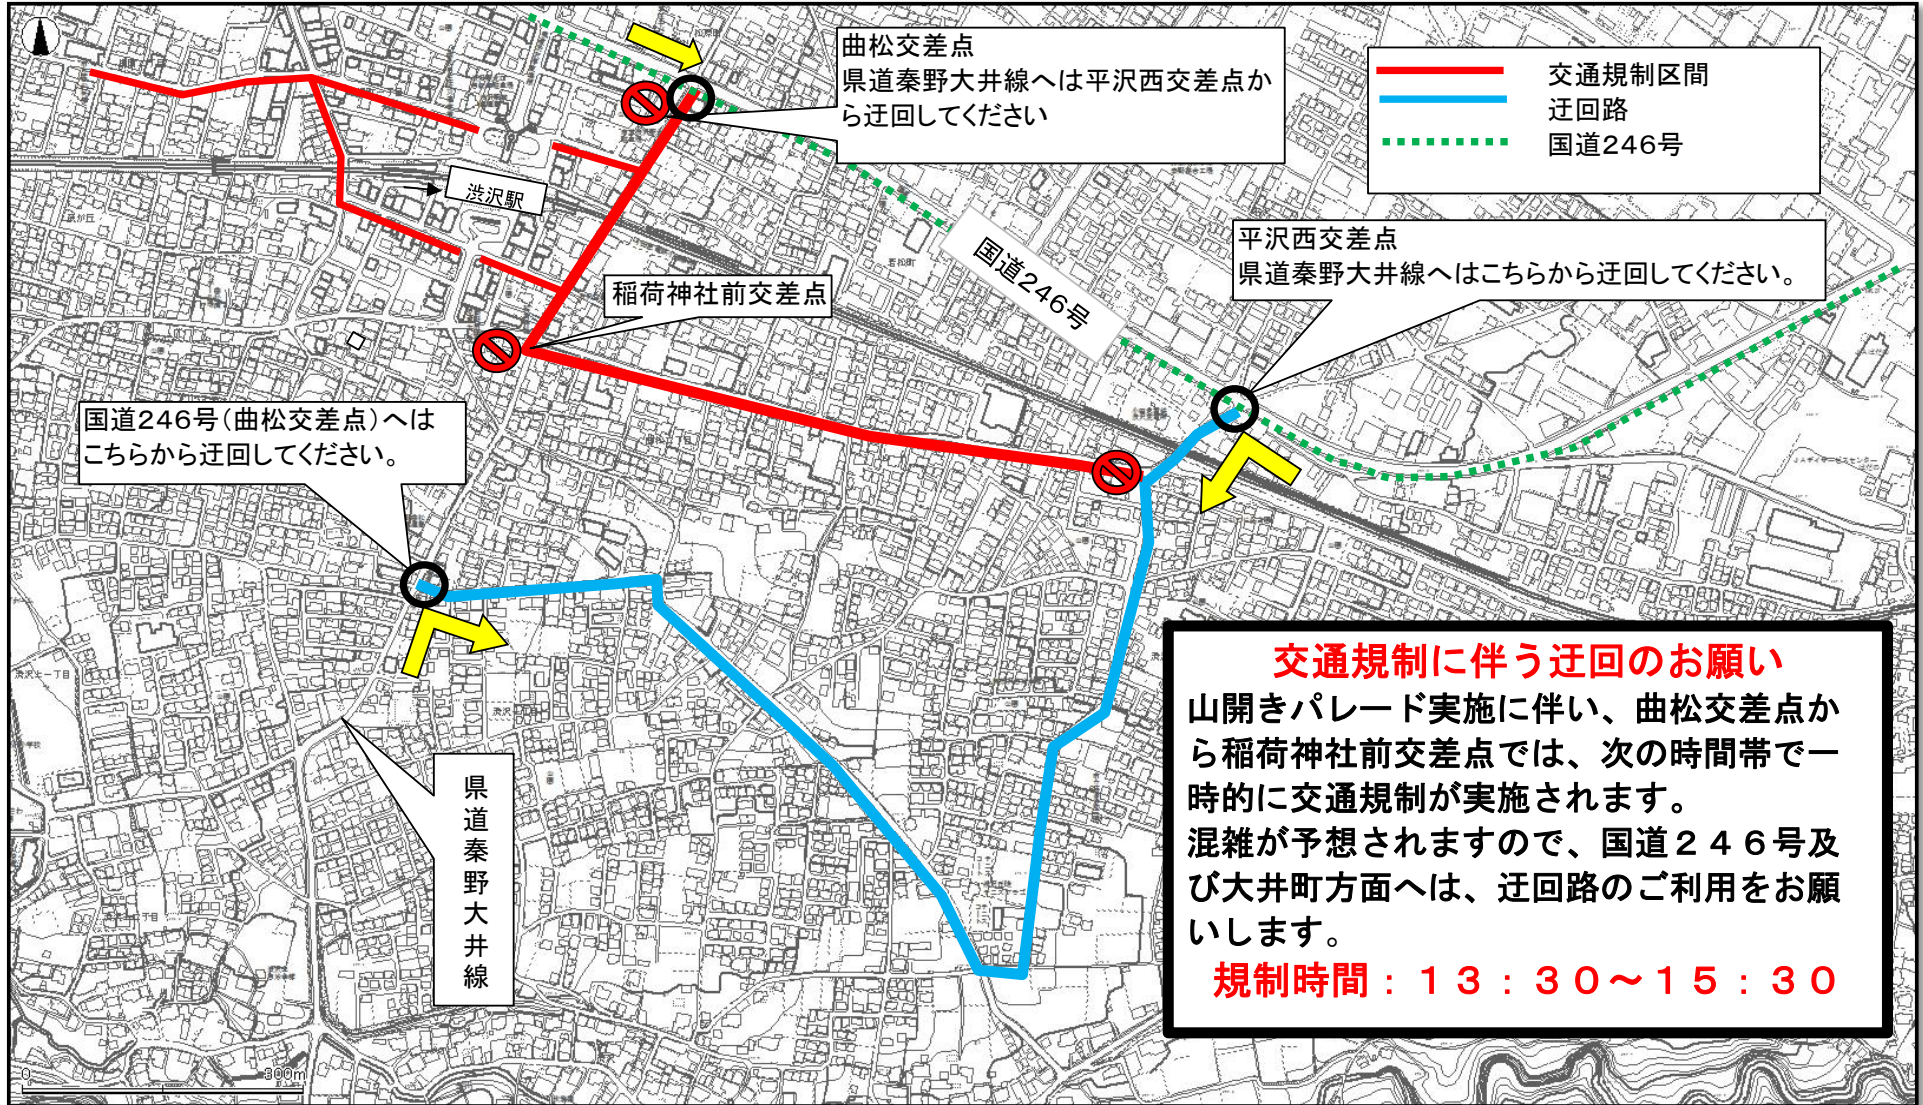 曲松交差点
県道秦野大井線へは平沢西交差点か
ら迂回してください
交通規制区間
迂回路
国道246号
渋沢駅
国道246号
平沢西交差点
県道秦野大井線へはこちらから迂回してください。
稲荷神社前交差点
若松町
国道246号(曲松交差点)へは
こちらから迂回してください。
県道秦野大井線
交通規制に伴う迂回のお願い
山開きパレード実施に伴い、曲松交差点か
ら稲荷神社前交差点では、次の時間帯で一
時的に交通規制が実施されます。
混雑が予想されますので、国道246号及
び大井町方面へは、迂回路のご利用をお願
いします。
規制時間:13:30~15:30
渋沢上一丁目
0
300m